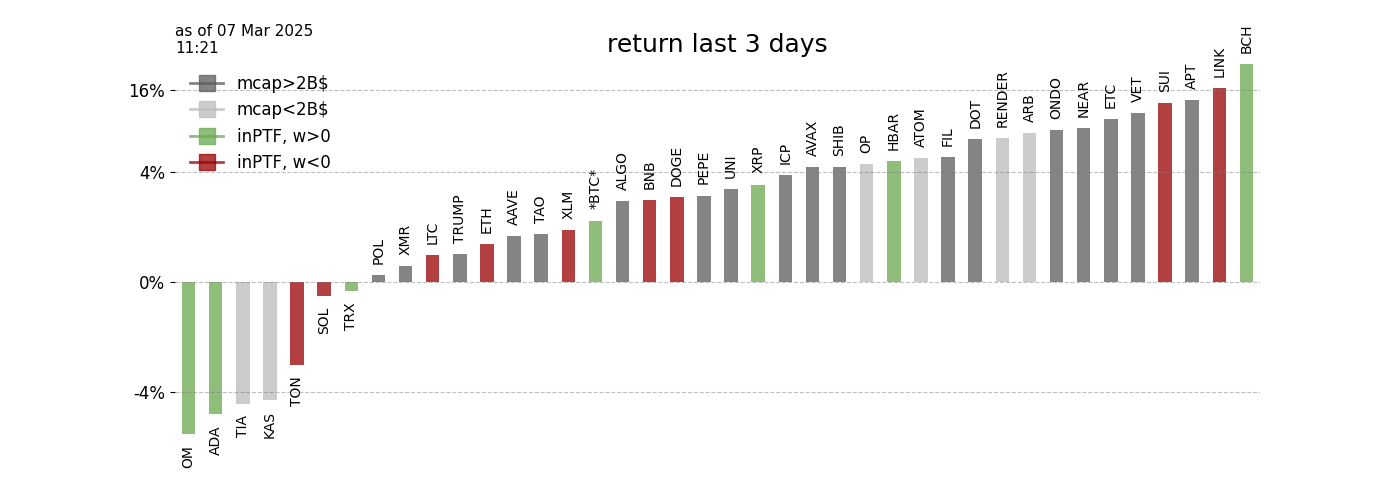 as of 07 Mar 2025
11:21
return last 3 days
mcap>2B$
mcap<2B$
inPTF, w>0
inPTF, w<0
16%
4%
0%
-4%
OM
ADA
TIA
KAS
TON
SOL
TRX
POL
XMR
LTC
TRUMP
ETH
AAVE
TAO
XLM
*BTC*
ALGO
BNB
DOGE
PEPE
UNI
XRP
ICP
AVAX
SHIB
OP
HBAR
ATOM
FIL
DOT
RENDER
ARB
ONDO
NEAR
ETC
VET
SUI
APT
LINK
BCH